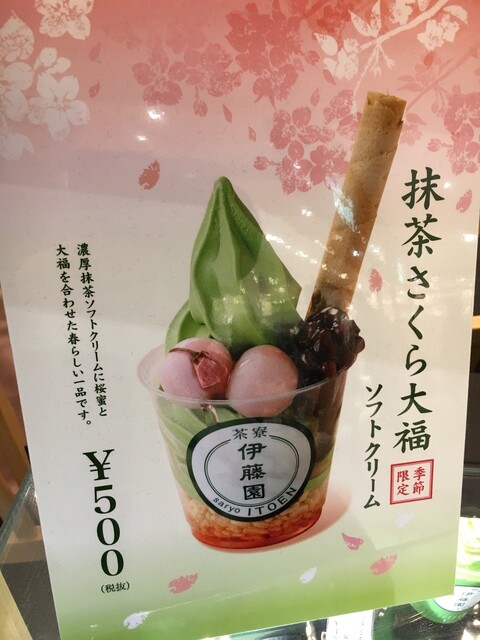 抹茶さくら大福
ソフトクリーム
季節
限定
濃厚抹茶ソフトクリームに桜蜜と
大福を合わせた春らしい一品です。
¥500
(税抜)
茶寮
伊藤園
saryo ITOEN